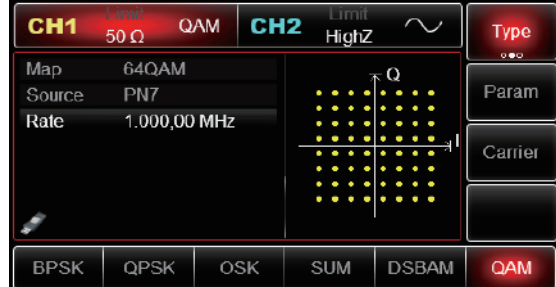 CH1 Limit 50 Ω QAM CH2 Limit HighZ Type
Map 64QAM
Source PN7
Rate 1.000,00 MHz
Q
I
Param
Carrier
BPSK QPSK OSK SUM DSBAM QAM